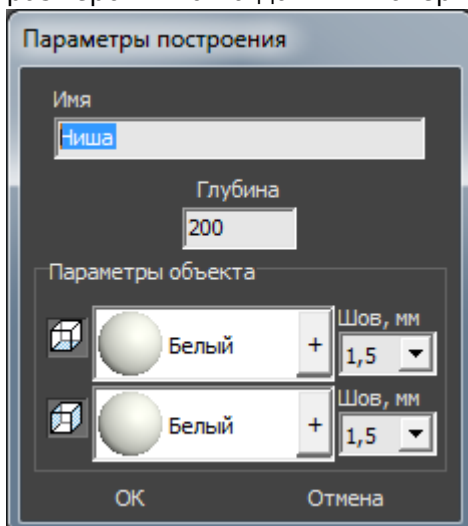 Параметры построения
Имя
Ниша
Глубина
200
Параметры объекта
Шов, мм
Белый + 1,5
Шов, мм
Белый + 1,5
ОК Отмена